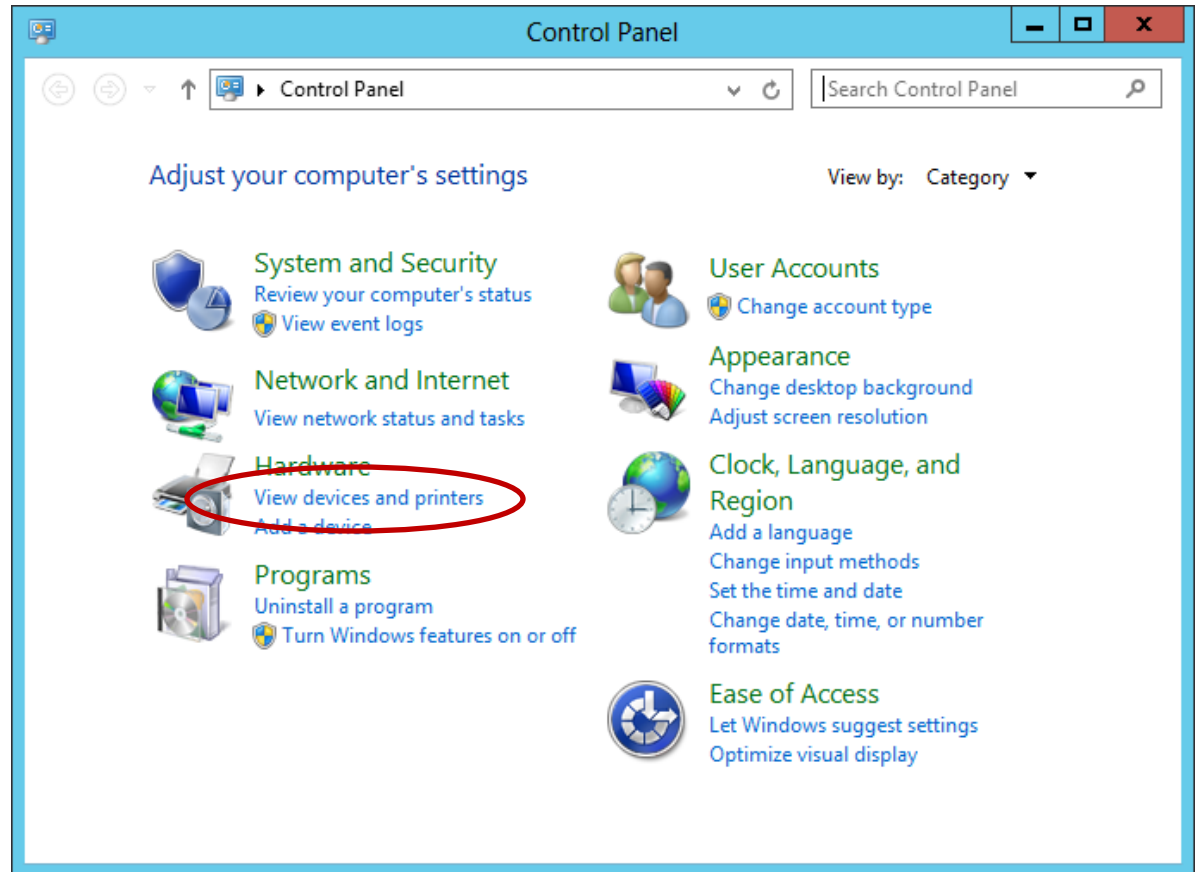 Control Panel
Control Panel
Search Control Panel
Adjust your computer's settings
View by: Category
System and Security
Review your computer's status
View event logs
Network and Internet
View network status and tasks
Hardware
View devices and printers
Add a device
Programs
Uninstall a program
Turn Windows features on or off
User Accounts
Change account type
Appearance
Change desktop background
Adjust screen resolution
Clock, Language, and
Region
Add a language
Change input methods
Set the time and date
Change date, time, or number
formats
Ease of Access
Let Windows suggest settings
Optimize visual display